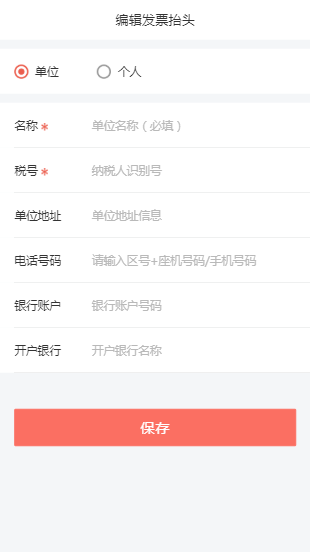 编辑发票抬头
单位 个人
名称 * 单位名称（必填）
税号 * 纳税人识别号
单位地址 单位地址信息
电话号码 请输入区号+座机号码/手机号码
银行账户 银行账户号码
开户银行 开户银行名称
保存